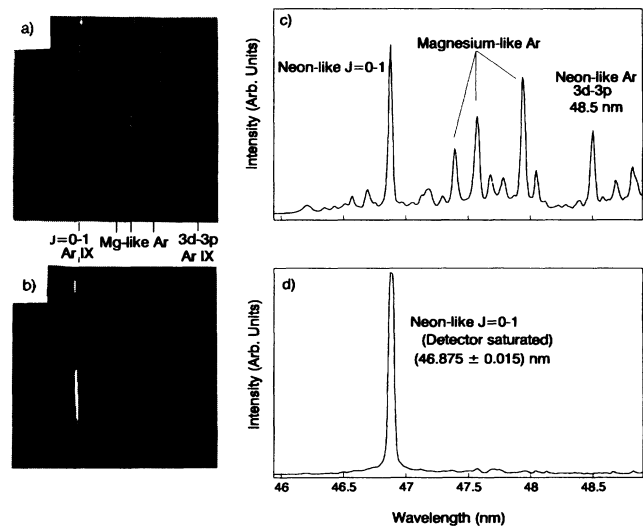 a)
J=0-1
Ar IX
Mg-like Ar
3d-3p
Ar IX
b)
c)
Intensity (Arb. Units)
Neon-like J=0-1
Magnesium-like Ar
Neon-like Ar
3d-3p
48.5 nm
d)
Intensity (Arb. Units)
Neon-like J=0-1
(Detector saturated)
(46.875 ± 0.015) nm
46 46.5 47 47.5 48 48.5
Wavelength (nm)